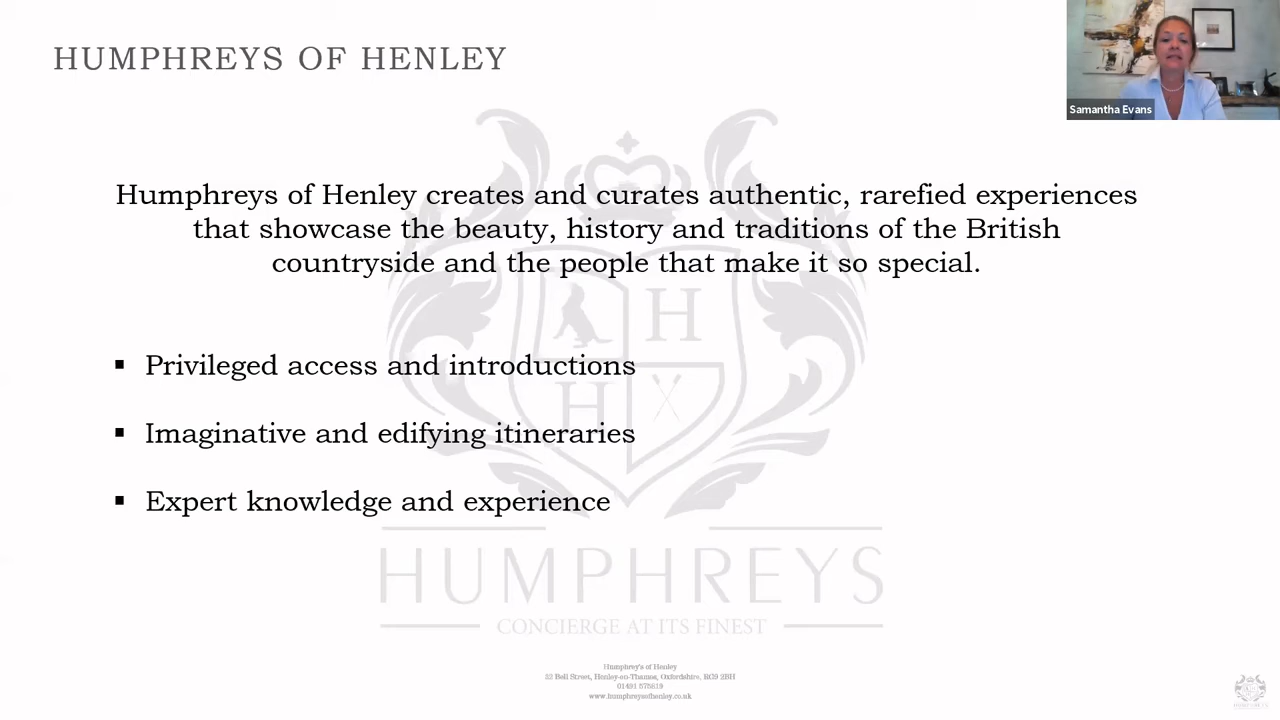 HUMPHREYS OF HENLEY
Samantha Evans
Humphreys of Henley creates and curates authentic, rarefied experiences
that showcase the beauty, history and traditions of the British
countryside and the people that make it so special.
H
▪ Privileged access and introductions
H
▪ Imaginative and edifying itineraries
▪ Expert knowledge and experience
HUMPHREYS
CONCIERGE AT ITS FINEST
Humphrey's of Henley
Bell Street, Henley-on-Thames, Oxfordshire, RG9 2BH
01491 575619
www.humphreysofhenley.co.uk
HUMPHREYS